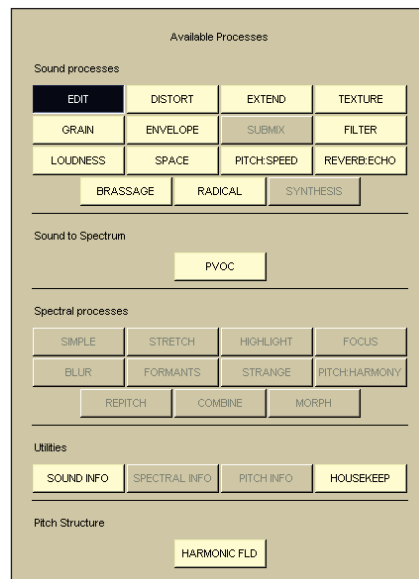 Available Processes
Sound processes
EDIT DISTORT EXTEND TEXTURE
GRAIN ENVELOPE SUBMIX FILTER
LOUDNESS SPACE PITCH:SPEED REVERB:ECHO
BRASSAGE RADICAL SYNTHESIS
Sound to Spectrum
PVOC
Spectral processes
SIMPLE STRETCH HIGHLIGHT FOCUS
BLUR FORMANTS STRANGE PITCH:HARMONY
REPITCH COMBINE MORPH
Utilities
SOUND INFO SPECTRAL INFO PITCH INFO HOUSEKEEP
Pitch Structure
HARMONIC FLD